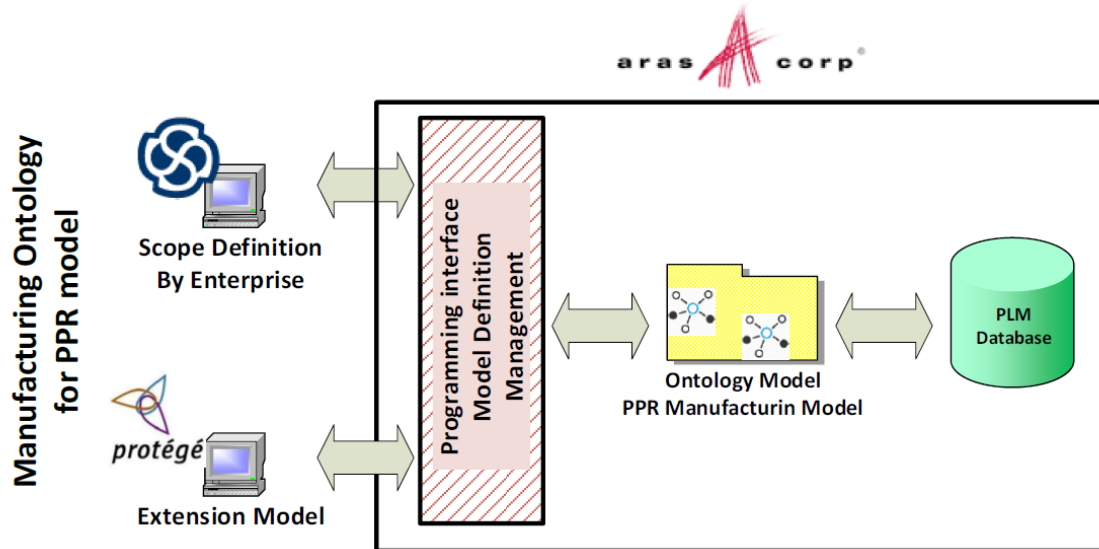 aras corp®
Manufacturing Ontology
for PPR model
Scope Definition
By Enterprise
protégé
Extension Model
Programming interface
Model Definition
Management
Ontology Model
PPR Manufacturin Model
PLM
Database